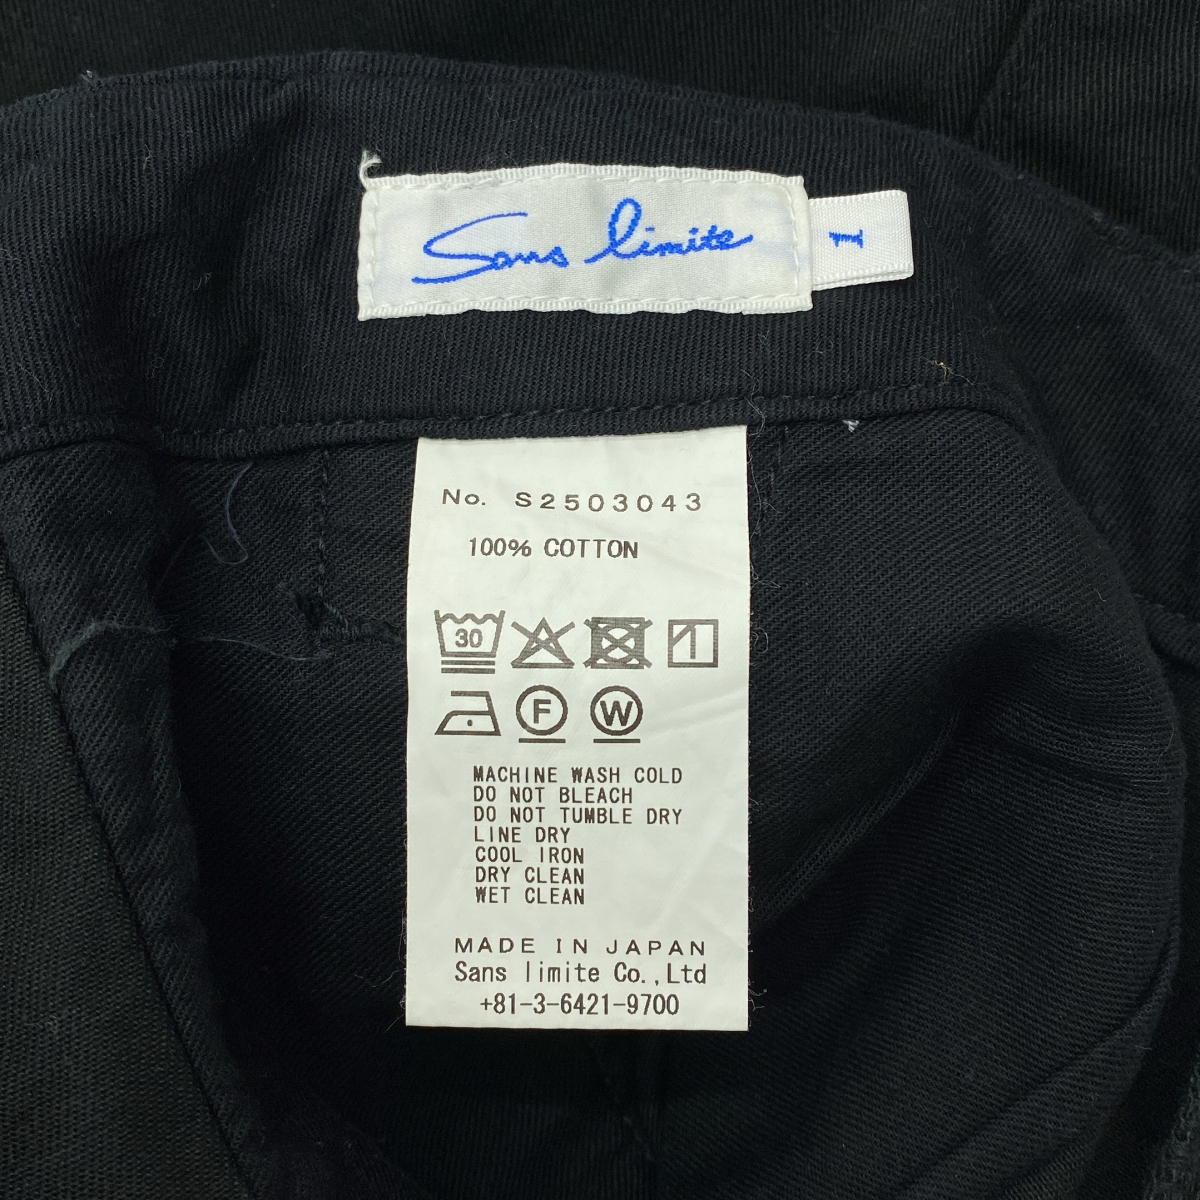 Sans limite
1
No. S2503043
100% COTTON
30
F W
MACHINE WASH COLD
DO NOT BLEACH
DO NOT TUMBLE DRY
LINE DRY
COOL IRON
DRY CLEAN
WET CLEAN
MADE IN JAPAN
Sans limite Co.,Ltd
+81-3-6421-9700